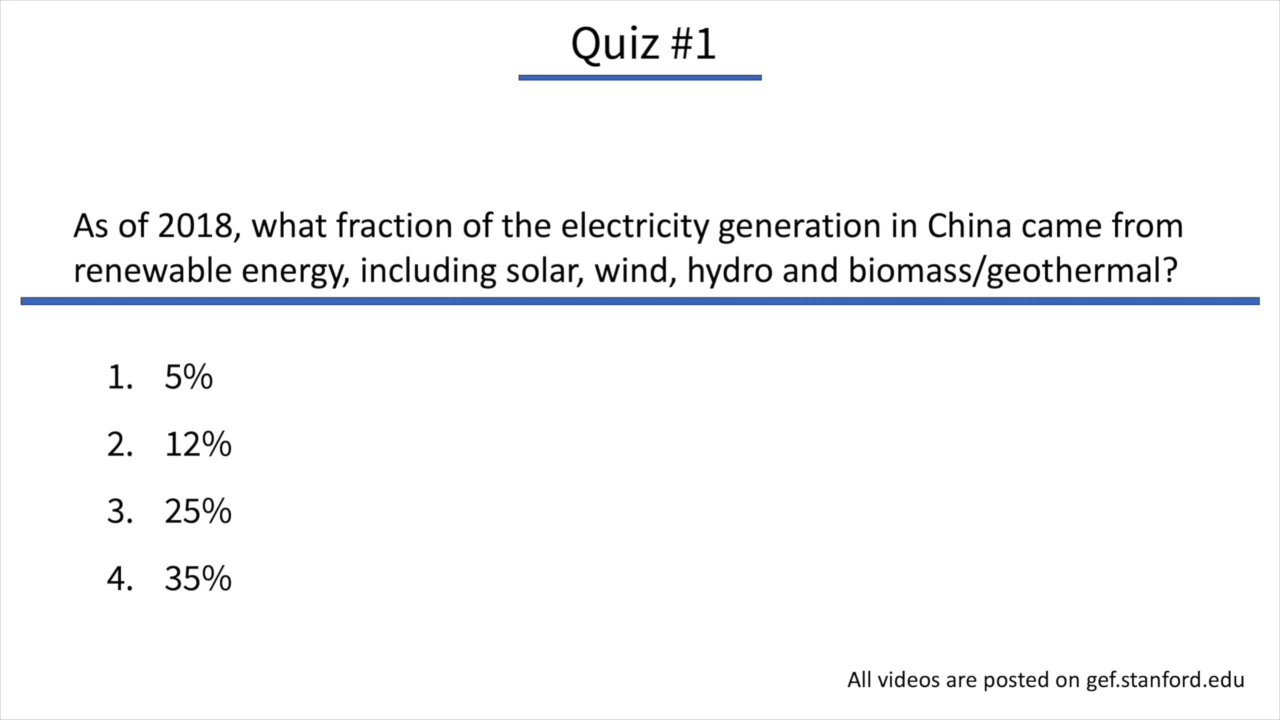 Quiz #1
As of 2018, what fraction of the electricity generation in China came from
renewable energy, including solar, wind, hydro and biomass/geothermal?
1. 5%
2. 12%
3. 25%
4. 35%
All videos are posted on gef.stanford.edu